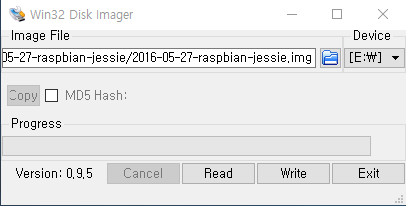 Win32 Disk Imager
Image File
Device
05-27-raspbian-jessie/2016-05-27-raspbian-jessie,img
[E:₩]
Copy
MD5 Hash:
Progress
Version: 0,9,5
Cancel
Read
Write
Exit